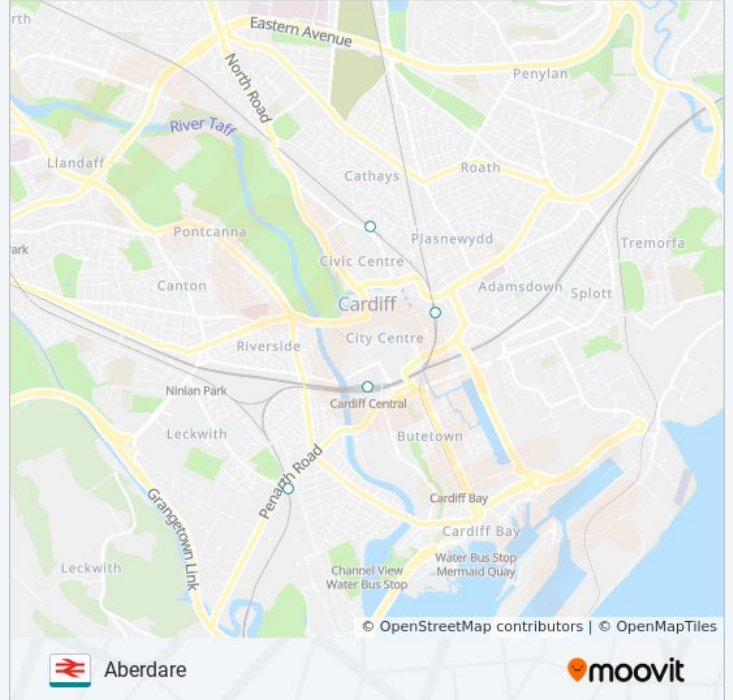 rth
Eastern Avenue
North Road
Penylan
River Taff
Llandaff
Cathays
Roath
Pontcanna
Plasnewydd
Tremorfa
ark
Civic Centre
Canton
Adamsdown
Splott
Cardiff
City Centre
Riverside
Ninian Park
Cardiff Central
Leckwith
Butetown
Penarth Road
Grangetown Link
Cardiff Bay
Cardiff Bay
Water Bus Stop
Mermaid Quay
Leckwith
Channel View
Water Bus Stop
© OpenStreetMap contributors | © OpenMapTiles
Aberdare
moovit